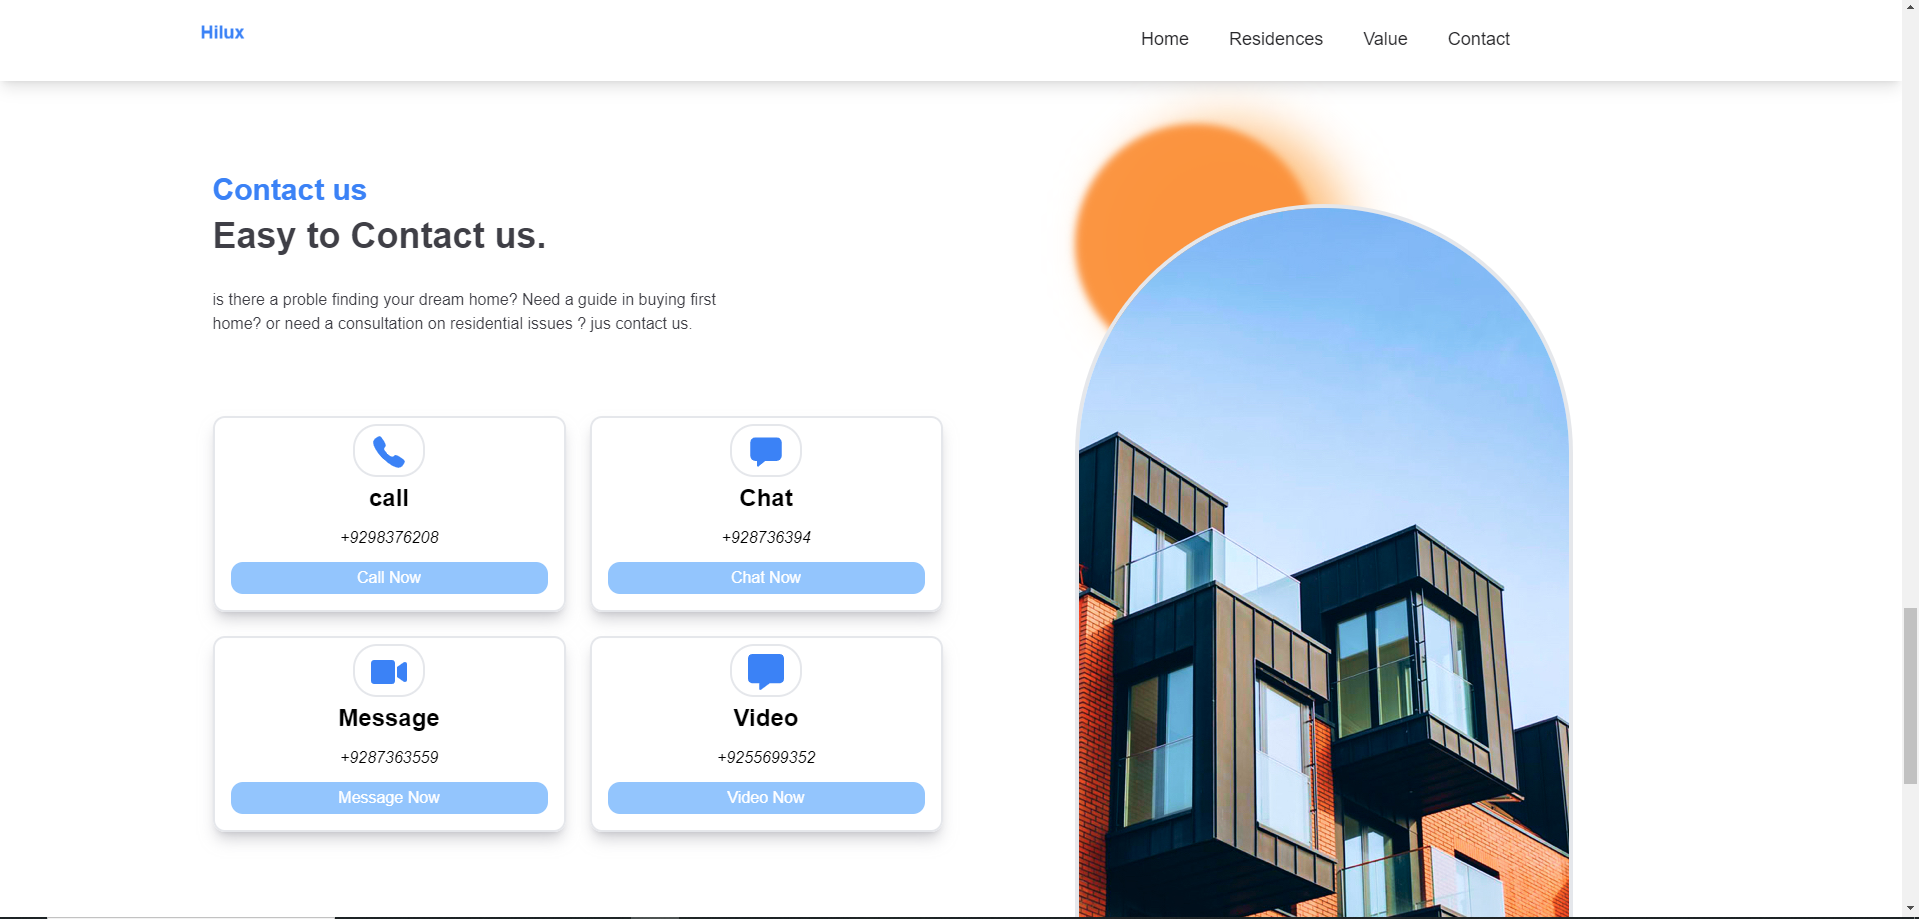 Hilux
Home Residences Value Contact
Contact us
Easy to Contact us.
is there a proble finding your dream home? Need a guide in buying first
home? or need a consultation on residential issues ? jus contact us.
call
+9298376208
Call Now
Chat
+928736394
Chat Now
Message
+9287363559
Message Now
Video
+9255699352
Video Now